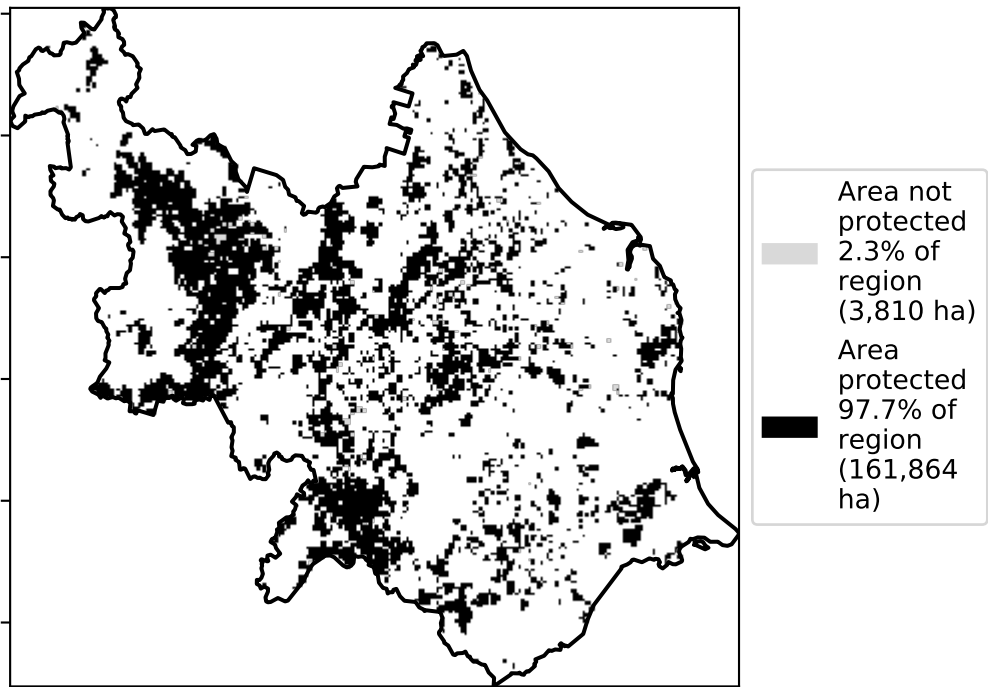 Area not
protected
2.3% of
region
(3,810 ha)
Area
protected
97.7% of
region
(161,864
ha)